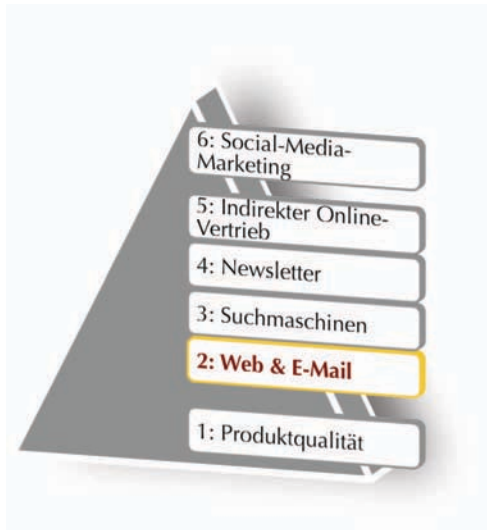 6: Social-Media-
Marketing
5: Indirekter Online-
Vertrieb
4: Newsletter
3: Suchmaschinen
2: Web & E-Mail
1: Produktqualität